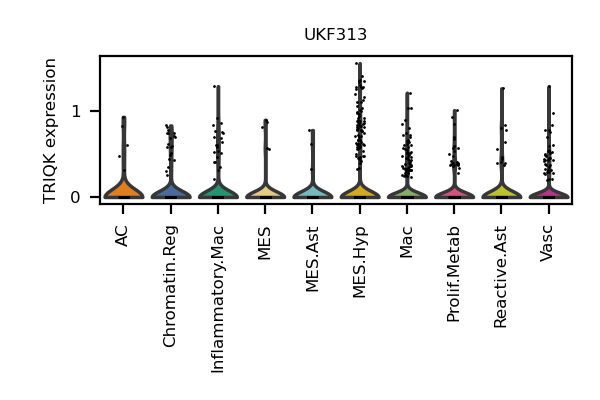 UKF313
TRIQK expression
1
0
AC
Chromatin.Reg
Inflammatory.Mac
MES
MES.Ast
MES.Hyp
Mac
Prolif.Metab
Reactive.Ast
Vasc